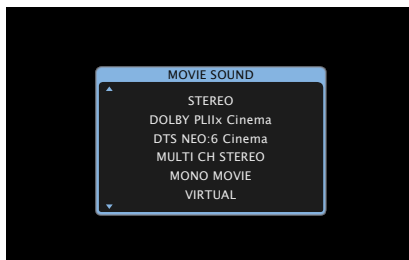 MOVIE SOUND
STEREO
DOLBY PLIIx Cinema
DTS NEO:6 Cinema
MULTI CH STEREO
MONO MOVIE
VIRTUAL